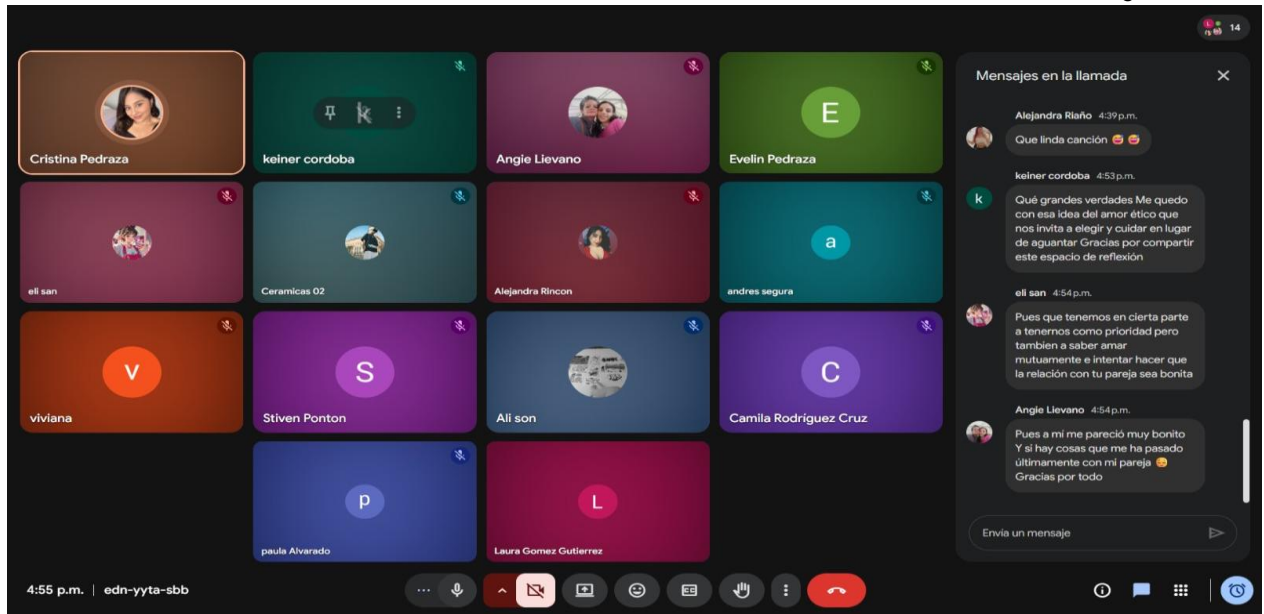 14
Cristina Pedraza
k
keiner cordoba
Angie Lievano
E
Evelin Pedraza
eli san
Ceramicas 02
Alejandra Rincon
a
andres segura
V
viviana
S
Stiven Ponton
Ali son
C
Camila Rodríguez Cruz
p
paula Alvarado
L
Laura Gomez Gutierrez
Mensajes en la llamada
Alejandra Riaño 4:39 p.m.
Que linda canción
k
keiner cordoba 4:53 p.m.
Qué grandes verdades Me quedo
con esa idea del amor ético que
nos invita a elegir y cuidar en lugar
de aguantar Gracias por compartir
este espacio de reflexión
eli san 4:54 p.m.
Pues que tenemos en cierta parte
a tenernos como prioridad pero
tambien a saber amar
mutuamente e intentar hacer que
la relación con tu pareja sea bonita
Angie Lievano 4:54 p.m.
Pues a mi me pareció muy bonito
Y si hay cosas que me ha pasado
últimamente con mi pareja
Gracias por todo
Envía un mensaje
4:55 p.m. | edn-yyta-sbb